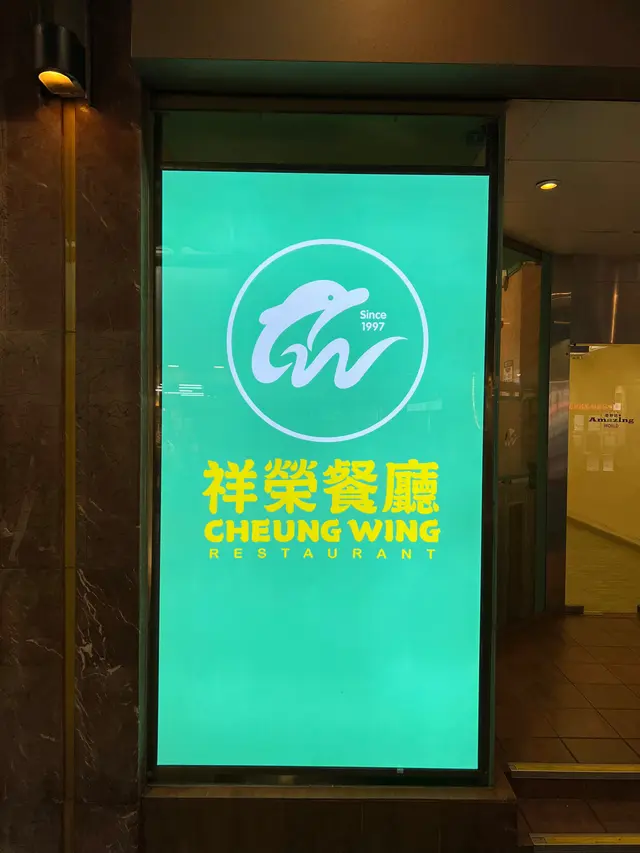 Since
1997
祥榮餐廳
CHEUNG WING
RESTAURANT
Amazing